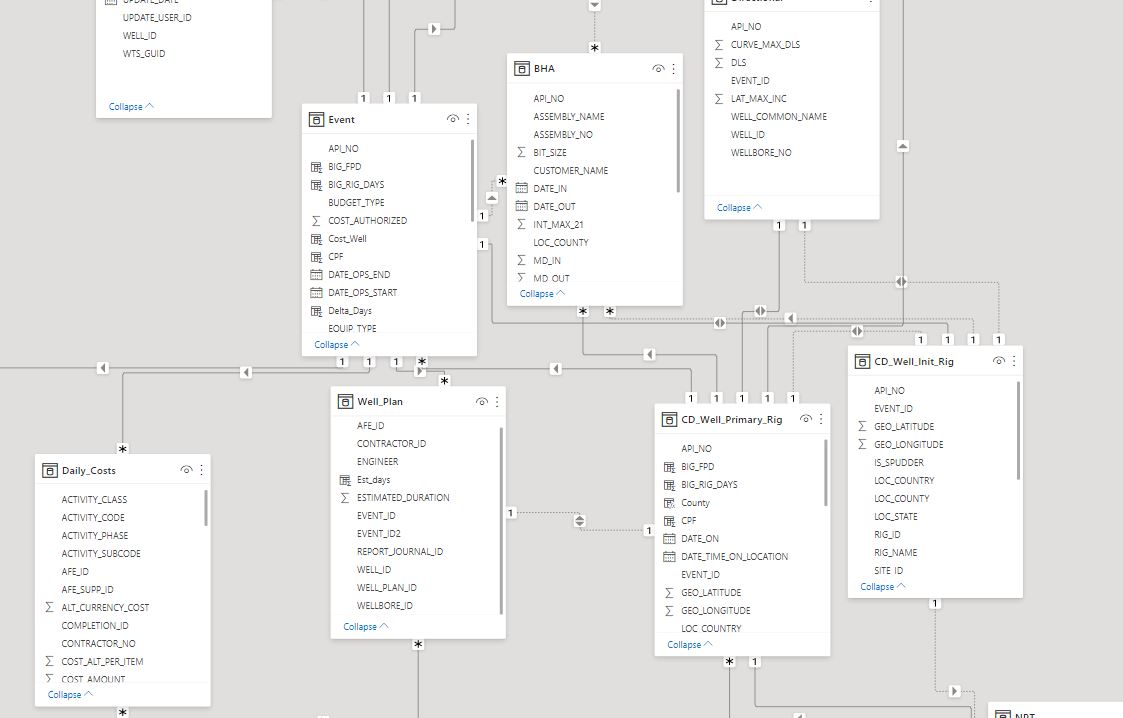 UPDATE_USER_ID
WELL_ID
WTS_GUID
Collapse
Event
API_NO
BIG_FPD
BIG_RIG_DAYS
BUDGET_TYPE
COST_AUTHORIZED
Cost_Well
CPF
DATE_OPS_END
DATE_OPS_START
Delta_Days
EQUIP_TYPE
Collapse
BHA
API_NO
ASSEMBLY_NAME
ASSEMBLY_NO
BIT_SIZE
CUSTOMER_NAME
DATE_IN
DATE_OUT
INT_MAX_21
LOC_COUNTY
MD_IN
MD_OUT
Collapse
API_NO
CURVE_MAX_DLS
DLS
EVENT_ID
LAT_MAX_INC
WELL_COMMON_NAME
WELL_ID
WELLBORE_NO
Collapse
Daily_Costs
ACTIVITY_CLASS
ACTIVITY_CODE
ACTIVITY_PHASE
ACTIVITY_SUBCODE
AFE_ID
AFE_SUPP_ID
ALT_CURRENCY_COST
COMPLETION_ID
CONTRACTOR_NO
COST_ALT_PER_ITEM
COST_AMOUNT
Collapse
Well_Plan
AFE_ID
CONTRACTOR_ID
ENGINEER
Est_days
ESTIMATED_DURATION
EVENT_ID
EVENT_ID2
REPORT_JOURNAL_ID
WELL_ID
WELL_PLAN_ID
WELLBORE_ID
Collapse
CD_Well_Primary_Rig
API_NO
BIG_FPD
BIG_RIG_DAYS
County
CPF
DATE_ON
DATE_TIME_ON_LOCATION
EVENT_ID
GEO_LATITUDE
GEO_LONGITUDE
LOC_COUNTRY
Collapse
CD_Well_Init_Rig
API_NO
EVENT_ID
GEO_LATITUDE
GEO_LONGITUDE
IS_SPUDDER
LOC_COUNTRY
LOC_COUNTY
LOC_STATE
RIG_ID
RIG_NAME
SITE_ID
Collapse